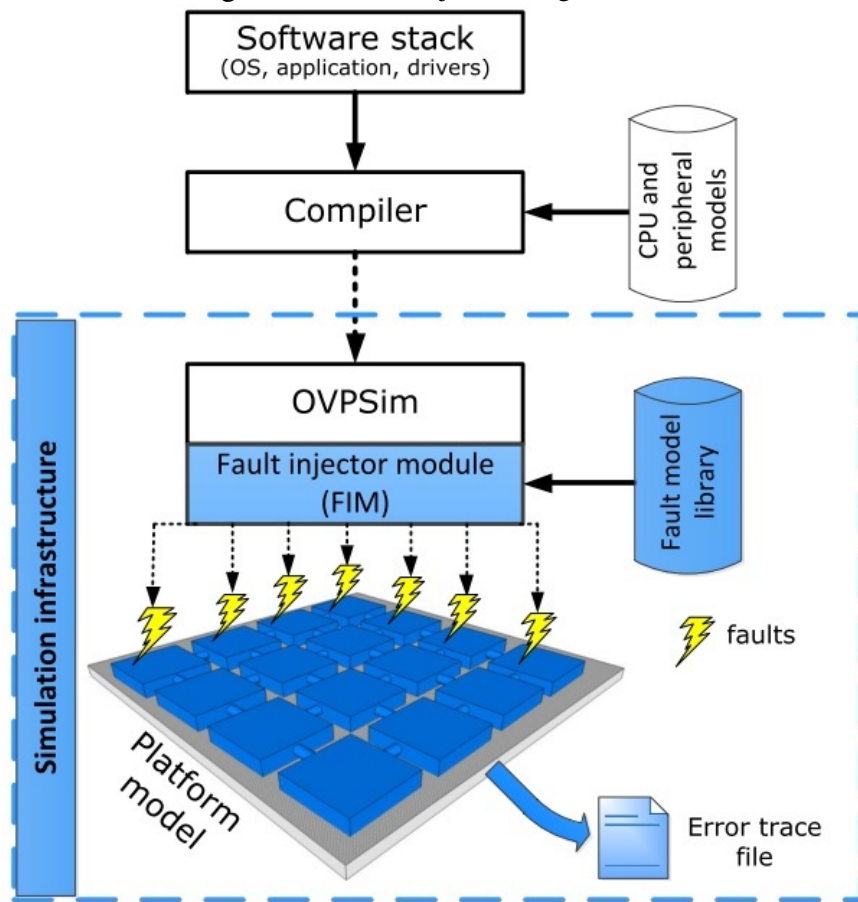 Software stack
(OS, application, drivers)
Compiler
CPU and
peripheral
models
Simulation infrastructure
OVPSim
Fault injector module
(FIM)
Fault model
library
faults
Platform
model
Error trace
file